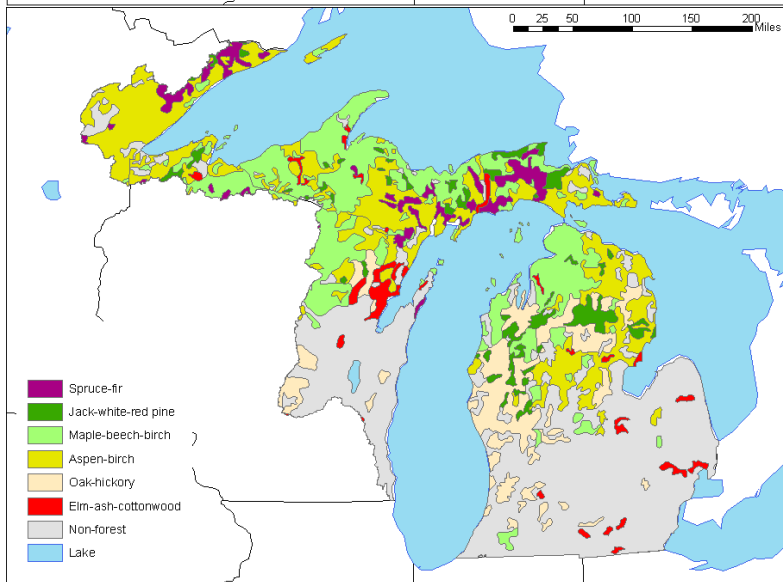 0 25 50 100 150 200
Miles
Spruce-fir
Jack-white-red pine
Maple-beech-birch
Aspen-birch
Oak-hickory
Elm-ash-cottonwood
Non-forest
Lake